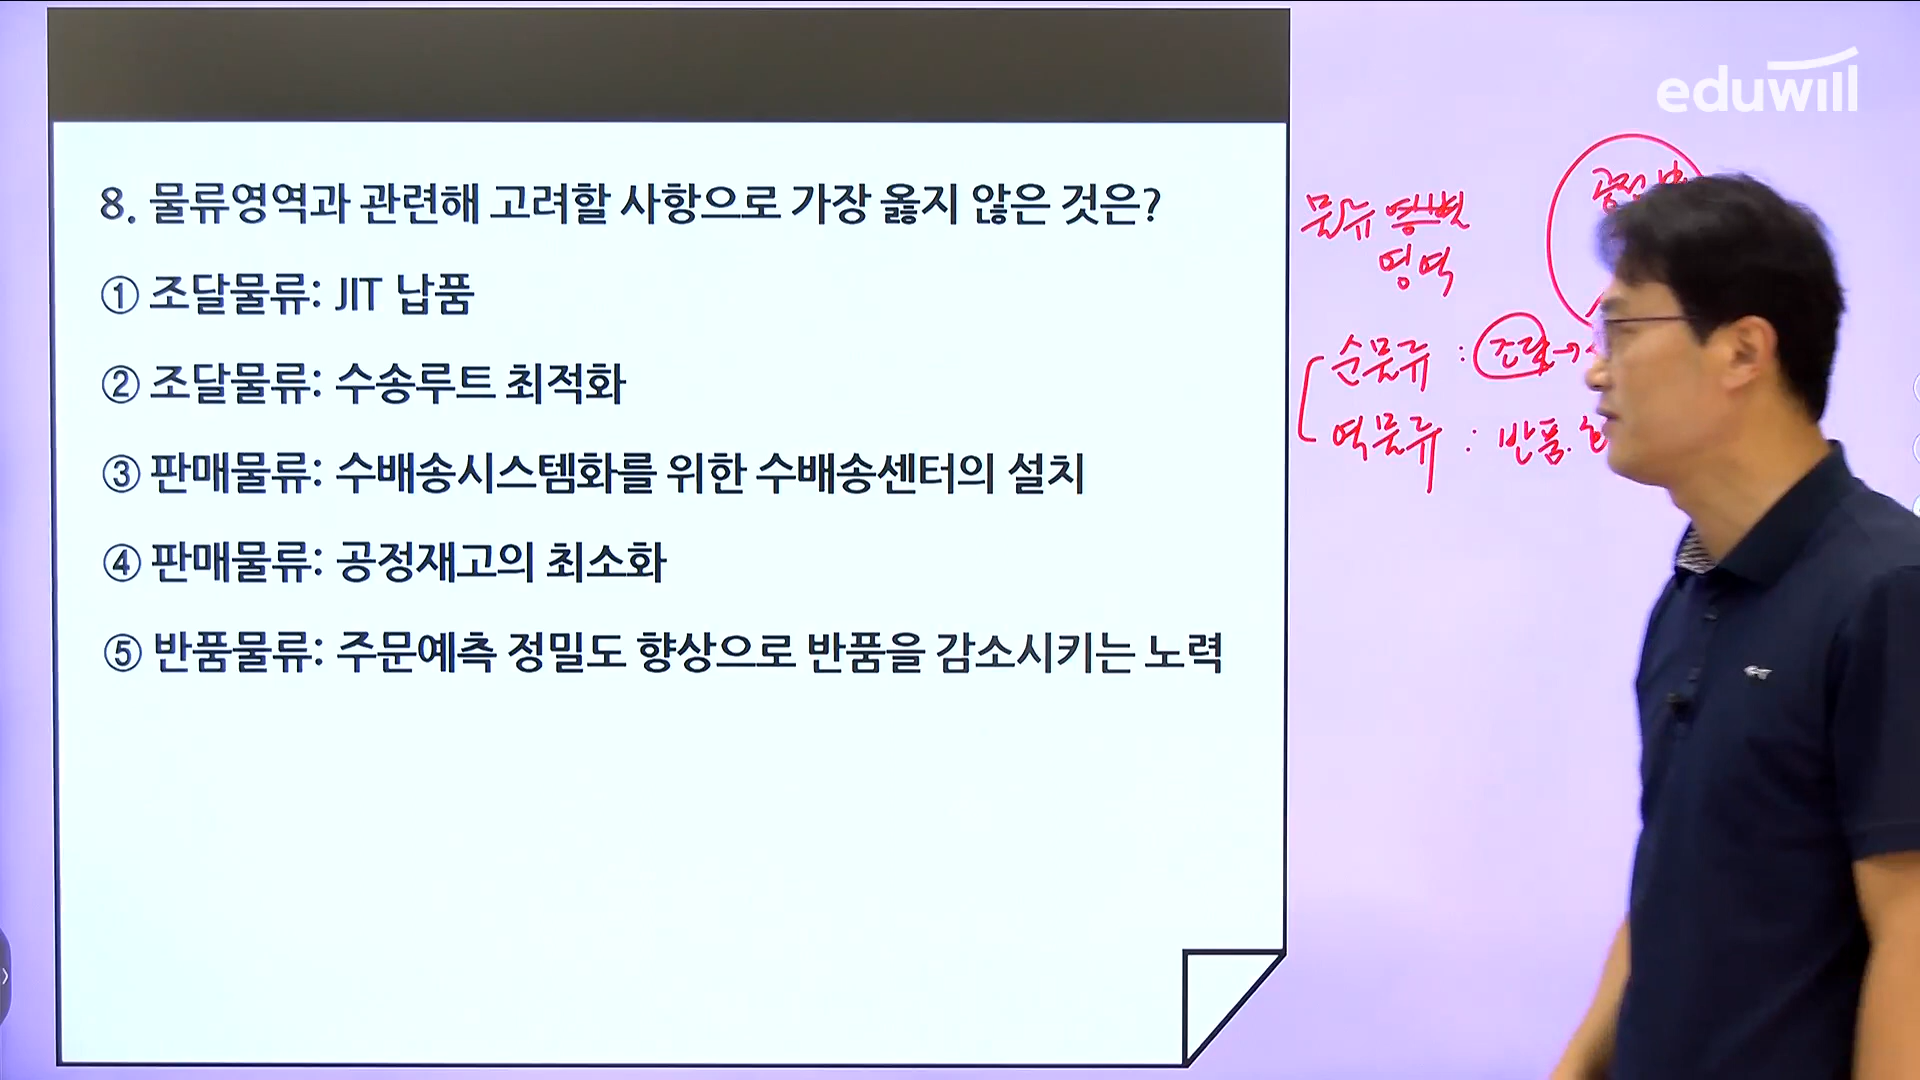 eduwill
8. 물류영역과 관련해 고려할 사항으로 가장 옳지 않은 것은?
① 조달물류: JIT 납품
② 조달물류: 수송루트 최적화
③ 판매물류: 수배송시스템화를 위한 수배송센터의 설치
④ 판매물류: 공정재고의 최소화
⑤ 반품물류: 주문예측 정밀도 향상으로 반품을 감소시키는 노력
물류
영역
순물류 : 조달→
역물류 : 반품.